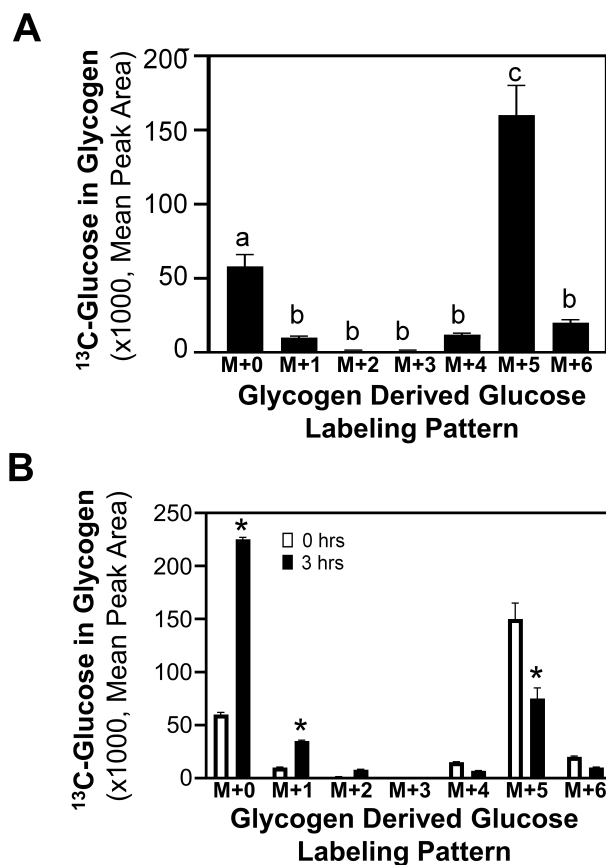 A
¹³C-Glucose in Glycogen
(x1000, Mean Peak Area)
200
150
100
50
0
a
b
b
b
b
c
b
M+0 M+1 M+2 M+3 M+4 M+5 M+6
Glycogen Derived Glucose
Labeling Pattern
B
¹³C-Glucose in Glycogen
(x1000, Mean Peak Area)
250
200
150
100
50
0
*
*
*
0 hrs
3 hrs
M+0 M+1 M+2 M+3 M+4 M+5 M+6
Glycogen Derived Glucose
Labeling Pattern